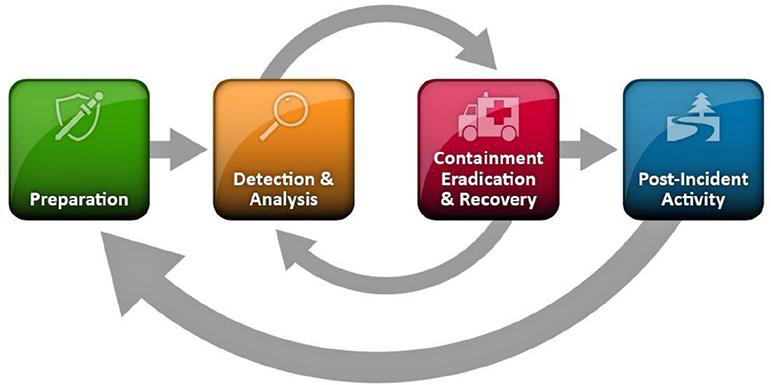 Preparation
Detection &
Analysis
Containment
Eradication
& Recovery
Post-Incident
Activity